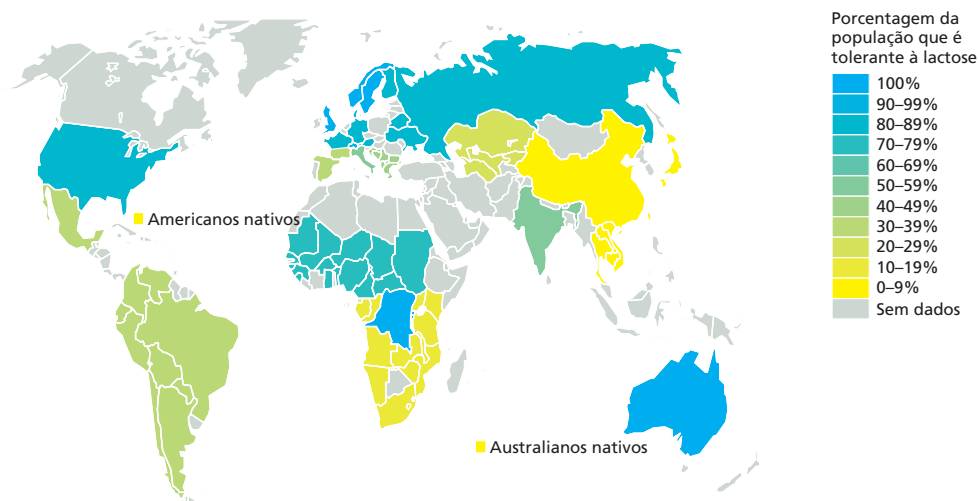 Porcentagem da
população que é
tolerante à lactose
100%
90–99%
80–89%
70–79%
60–69%
50–59%
40–49%
30–39%
20–29%
10–19%
0–9%
Sem dados
Americanos nativos
Australianos nativos